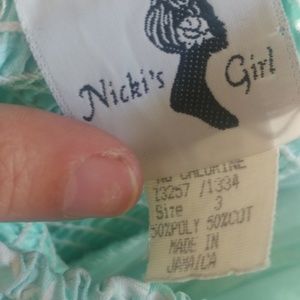 Nicki's Girl
NO CHLORINE
13257 /1334
Size 3
50%POLY 50%COT
MADE IN
JAMAICA